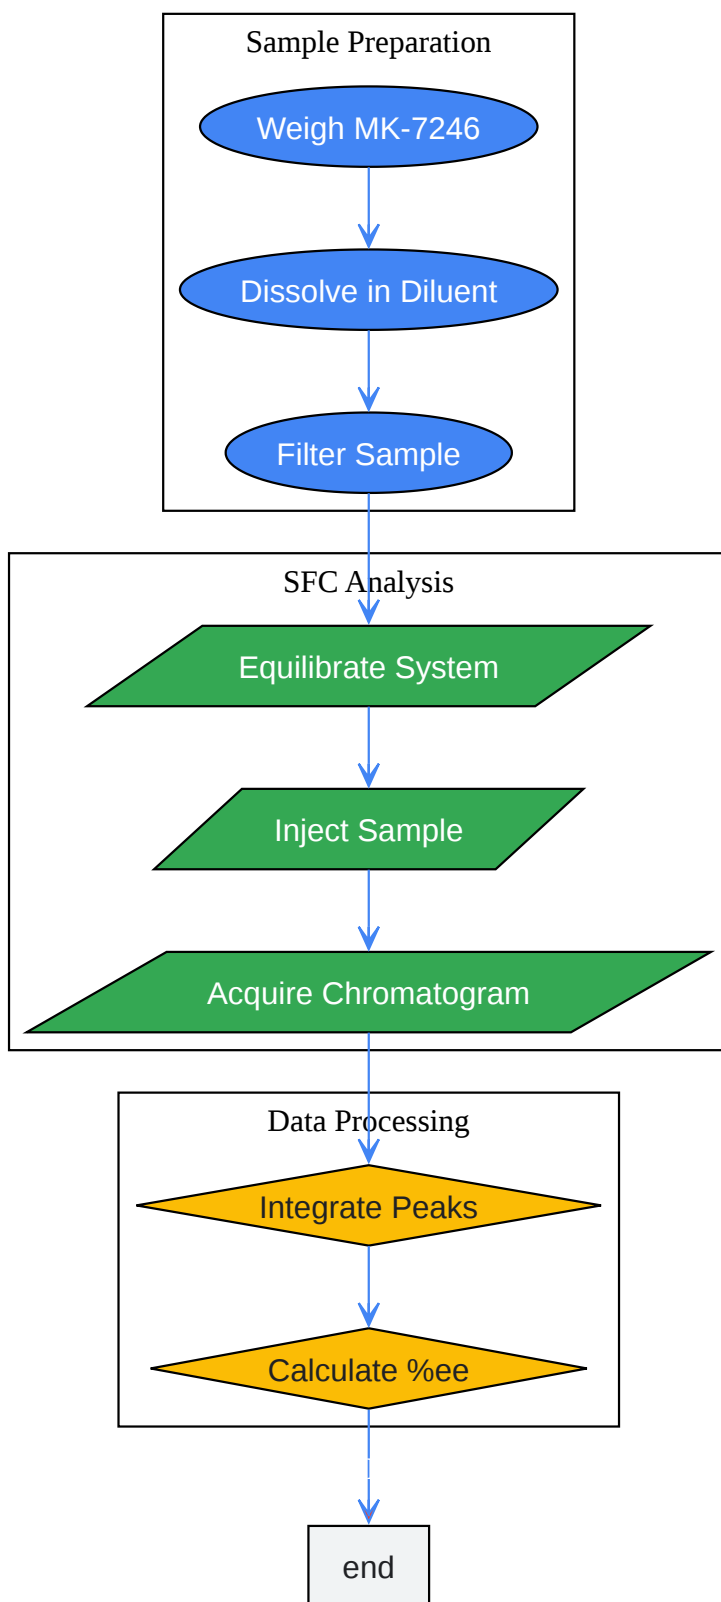 Sample Preparation
Weigh MK-7246
Dissolve in Diluent
Filter Sample
SFC Analysis
Equilibrate System
Inject Sample
Acquire Chromatogram
Data Processing
Integrate Peaks
Calculate %ee
end